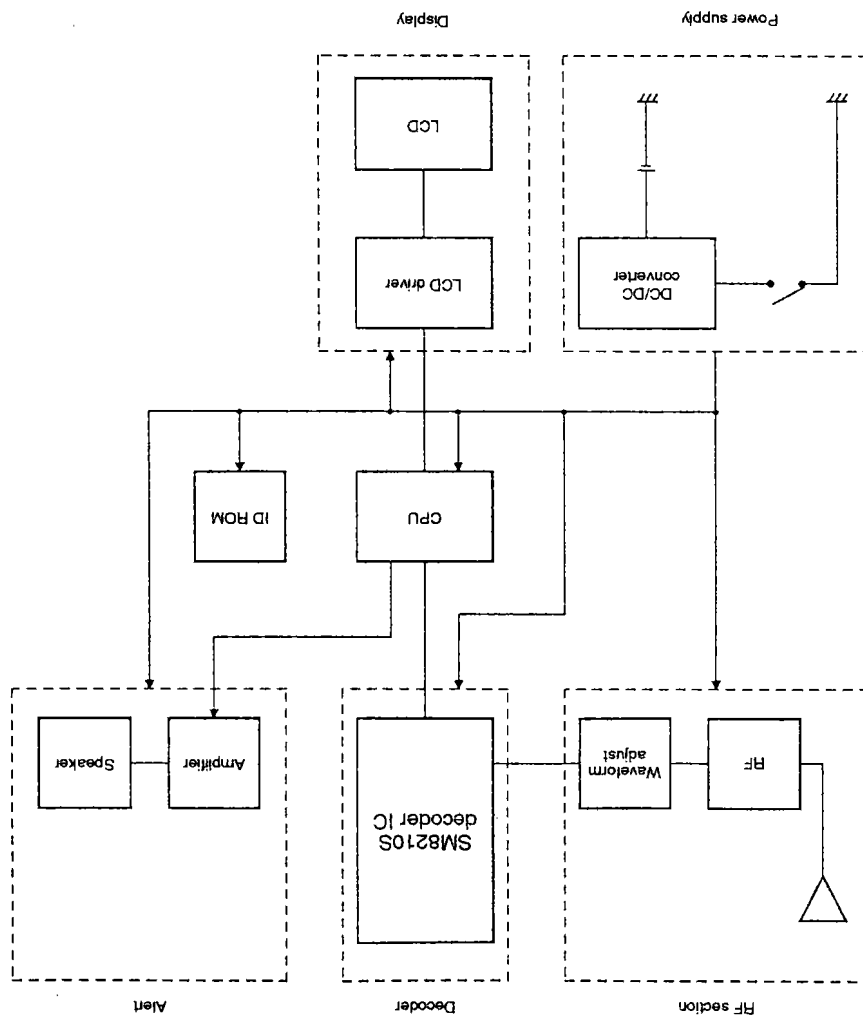 RF section
Decoder
Alert
RF
Waveform
adjust
SM8210S
decoder IC
Amplifier
Speaker
CPU
ID ROM
DC/DC
converter
LCD driver
LCD
Power supply
Display